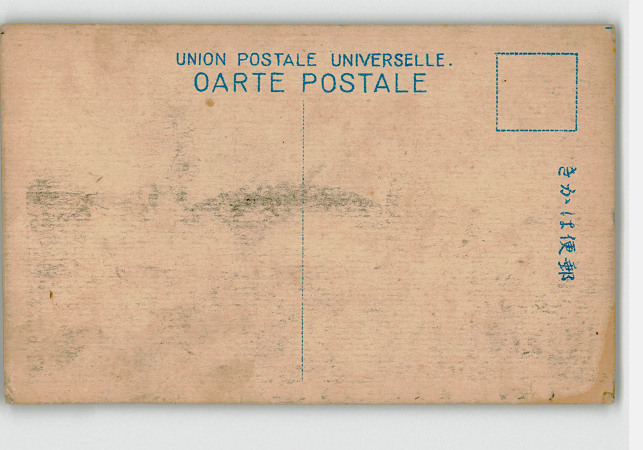 UNION POSTALE UNIVERSELLE.
OARTE POSTALE
郵便はかき